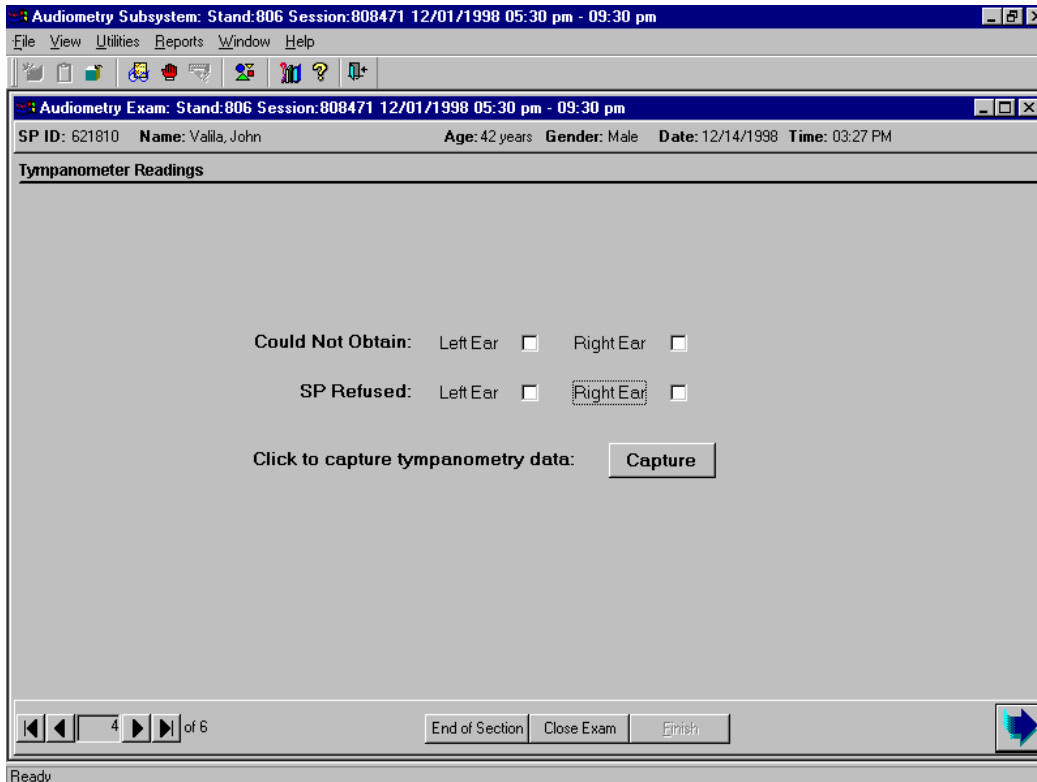 Audiometry Subsystem: Stand:806 Session:808471 12/01/1998 05:30 pm - 09:30 pm
File View Utilities Reports Window Help
Audiometry Exam: Stand:806 Session:808471 12/01/1998 05:30 pm - 09:30 pm
SP ID: 621810 Name: Valila, John Age: 42 years Gender: Male Date: 12/14/1998 Time: 03:27 PM
Tympanometer Readings
Could Not Obtain: Left Ear Right Ear
SP Refused: Left Ear Right Ear
Click to capture tympanometry data: Capture
4 of 6 End of Section Close Exam Finish
Ready